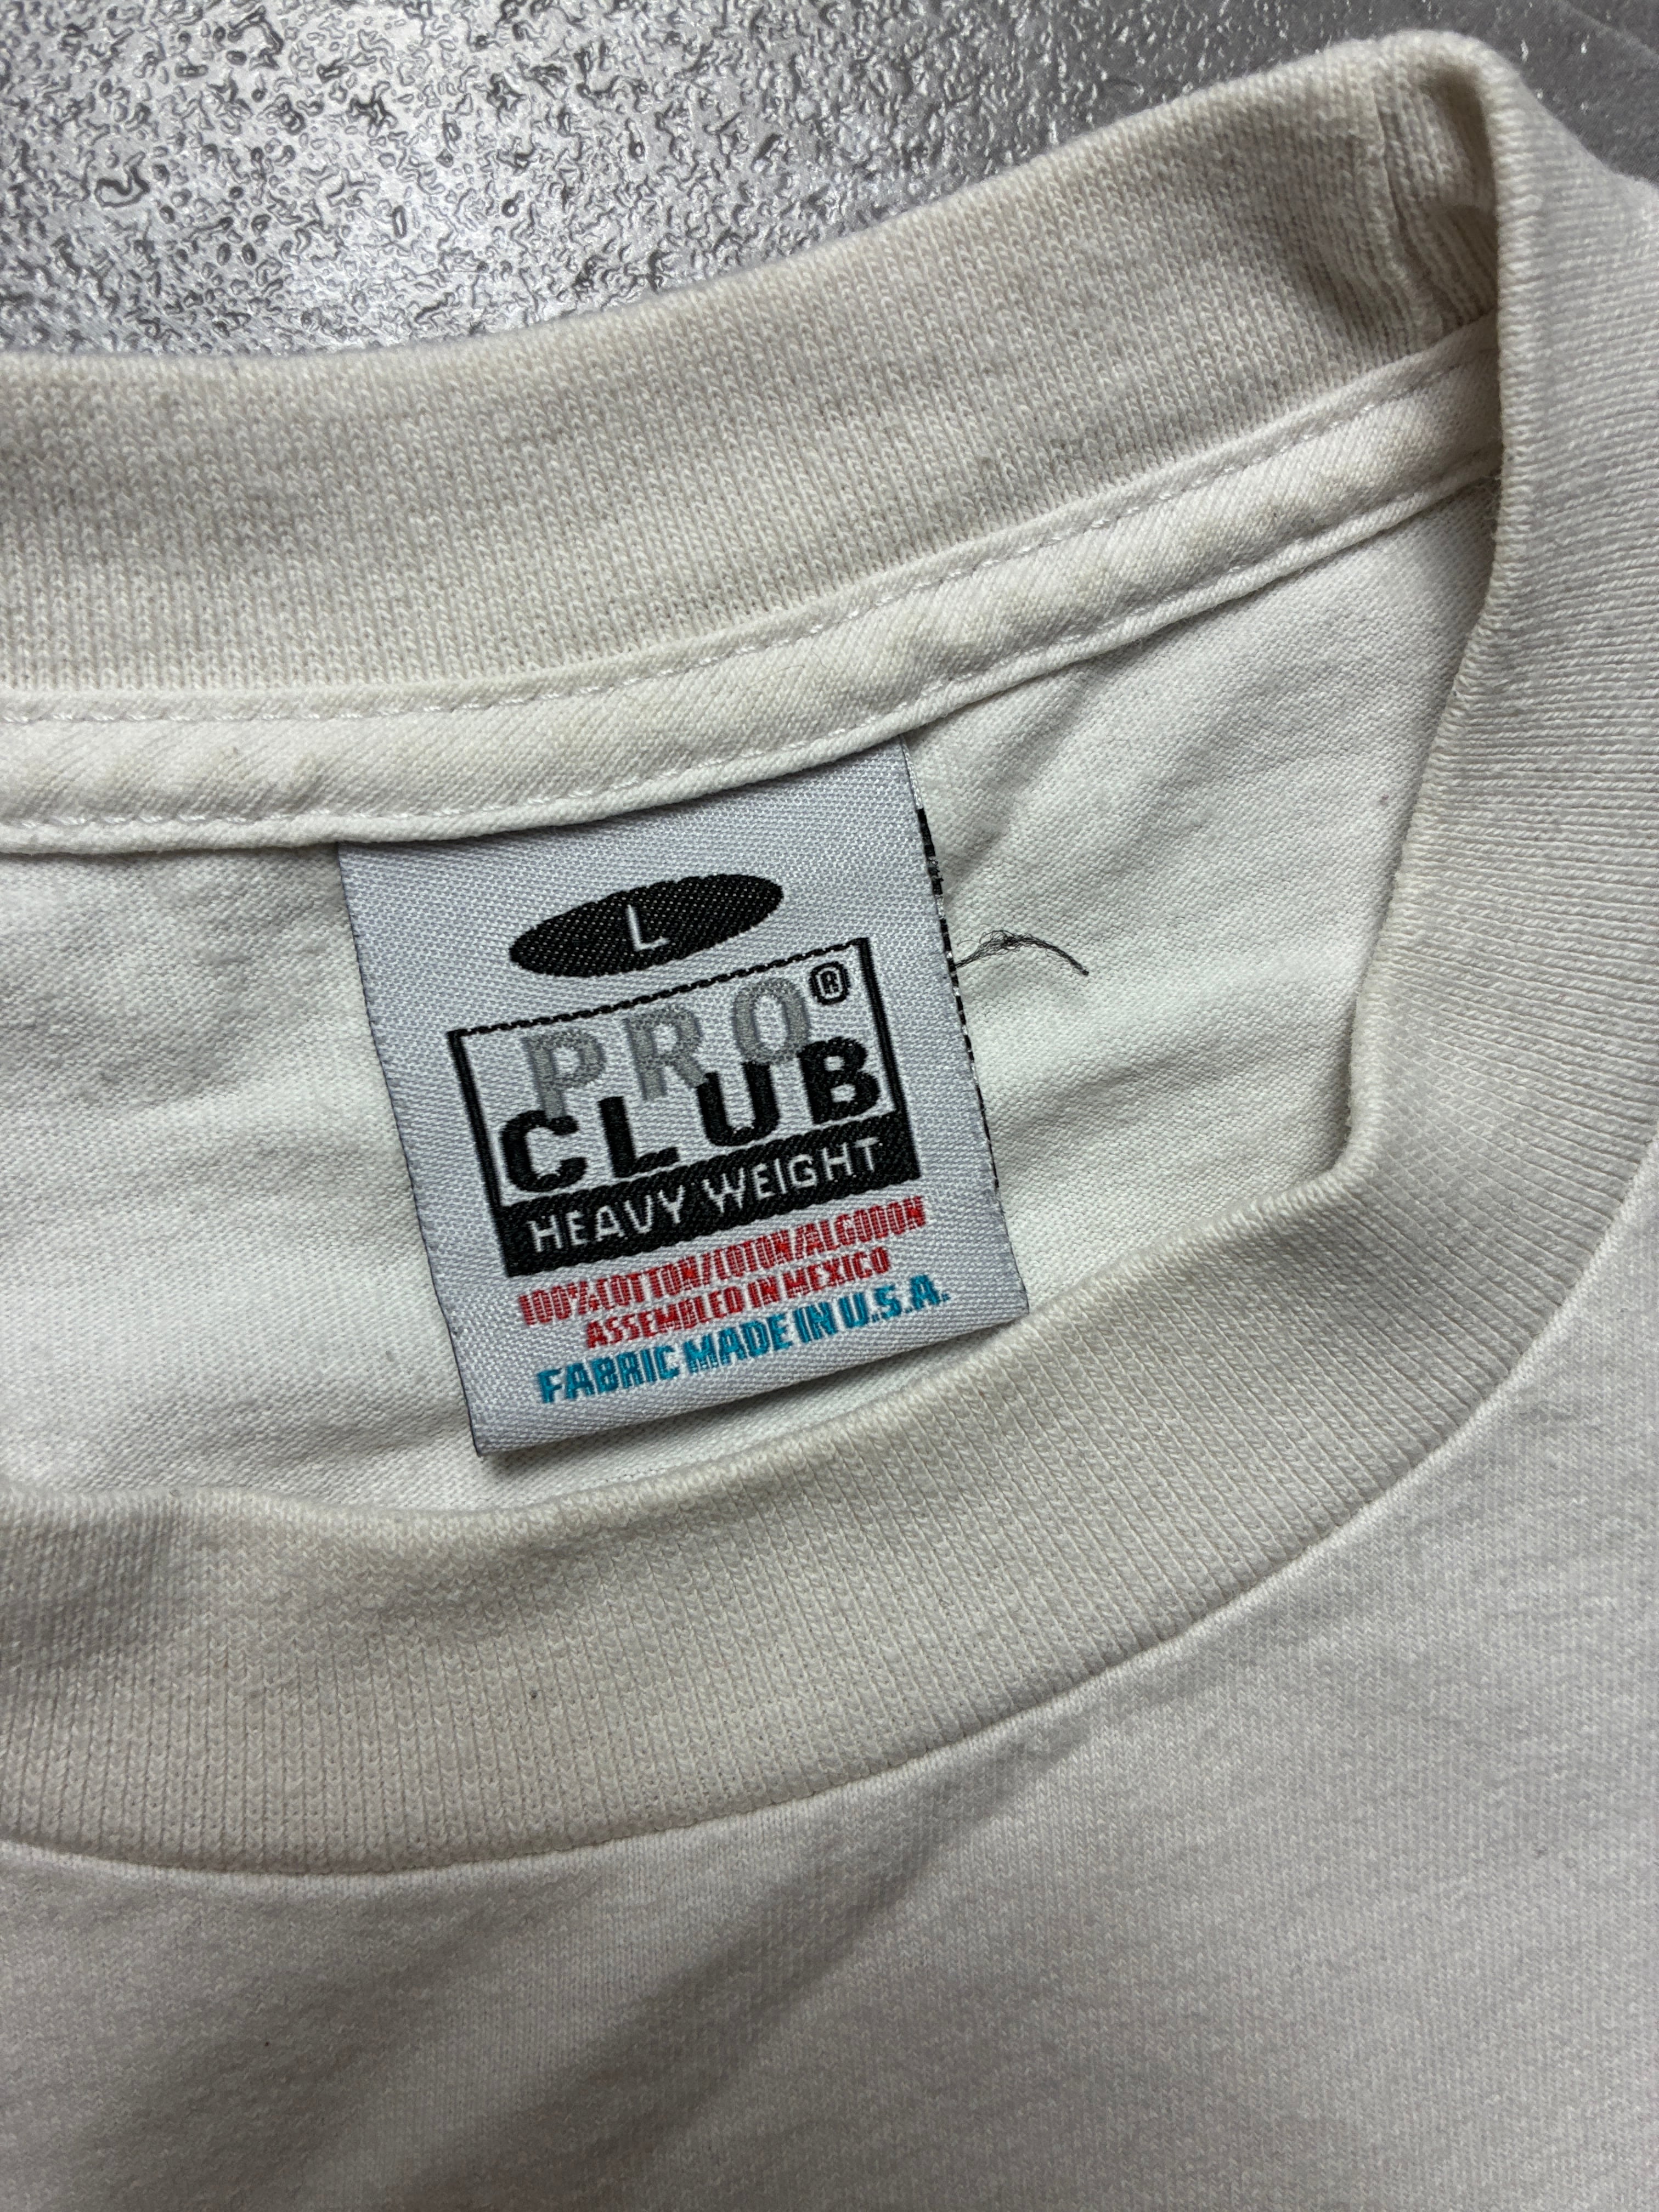 L
PRO®
CLUB
HEAVY WEIGHT
100%COTTON/COTON/ALGODON
ASSEMBLED IN MEXICO
FABRIC MADE IN U.S.A.